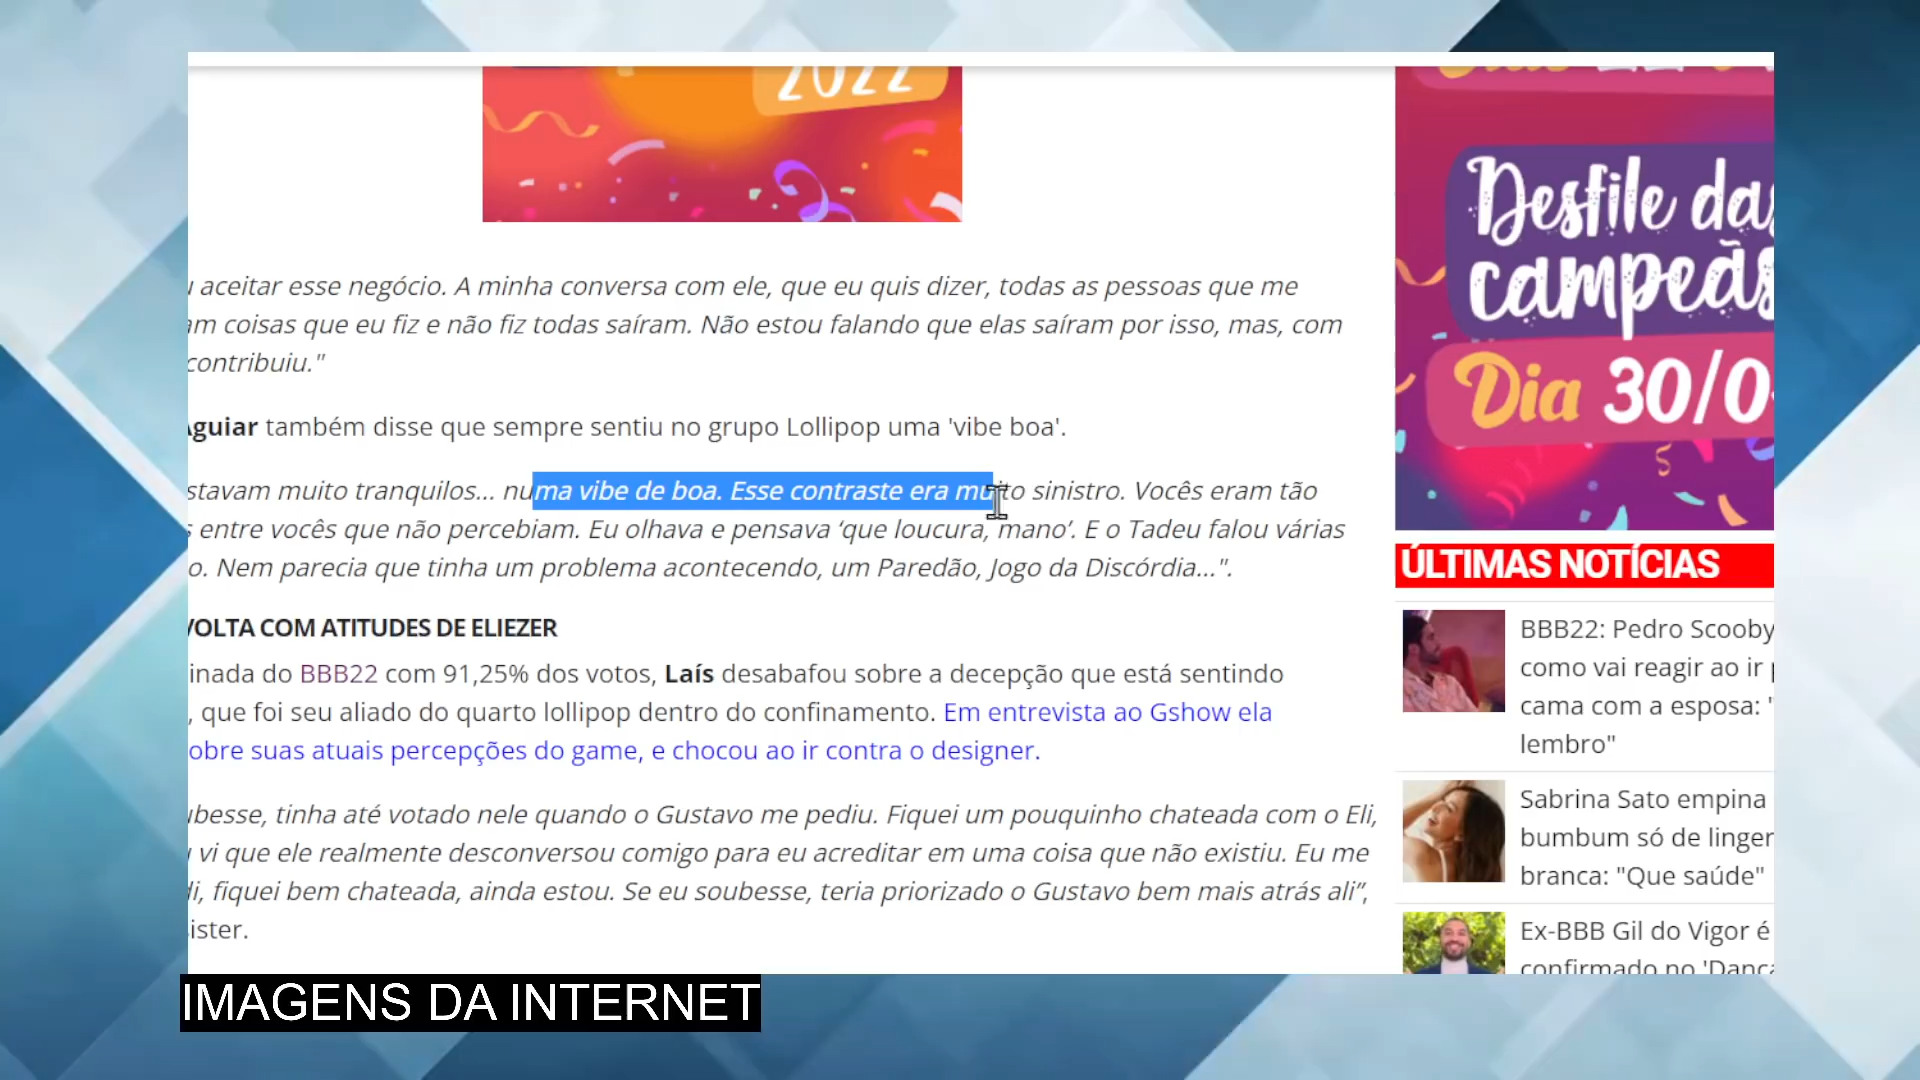 2022
aceitar esse negócio. A minha conversa com ele, que eu quis dizer, todas as pessoas que me
am coisas que eu fiz e não fiz todas saíram. Não estou falando que elas saíram por isso, mas, com
contribuiu."
Aguiar também disse que sempre sentiu no grupo Lollipop uma 'vibe boa'.
stavam muito tranquilos... numa vibe de boa. Esse contraste era muito sinistro. Vocês eram tão
s entre vocês que não percebiam. Eu olhava e pensava ‘que loucura, mano’. E o Tadeu falou várias
o. Nem parecia que tinha um problema acontecendo, um Paredão, Jogo da Discórdia...".
VOLTA COM ATITUDES DE ELIEZER
inada do BBB22 com 91,25% dos votos, Laís desabafou sobre a decepção que está sentindo
, que foi seu aliado do quarto lollipop dentro do confinamento. Em entrevista ao Gshow ela
obre suas atuais percepções do game, e chocou ao ir contra o designer.
ubesse, tinha até votado nele quando o Gustavo me pediu. Fiquei um pouquinho chateada com o Eli,
vi que ele realmente desconversou comigo para eu acreditar em uma coisa que não existiu. Eu me
di, fiquei bem chateada, ainda estou. Se eu soubesse, teria priorizado o Gustavo bem mais atrás ali”,
sister.
Desfile das
campeãs
Dia 30/0
ÚLTIMAS NOTÍCIAS
BBB22: Pedro Scooby
como vai reagir ao ir p
cama com a esposa: "
lembro"
Sabrina Sato empina
bumbum só de linger
branca: "Que saúde"
Ex-BBB Gil do Vigor é
confirmado no 'Danç
IMAGENS DA INTERNET